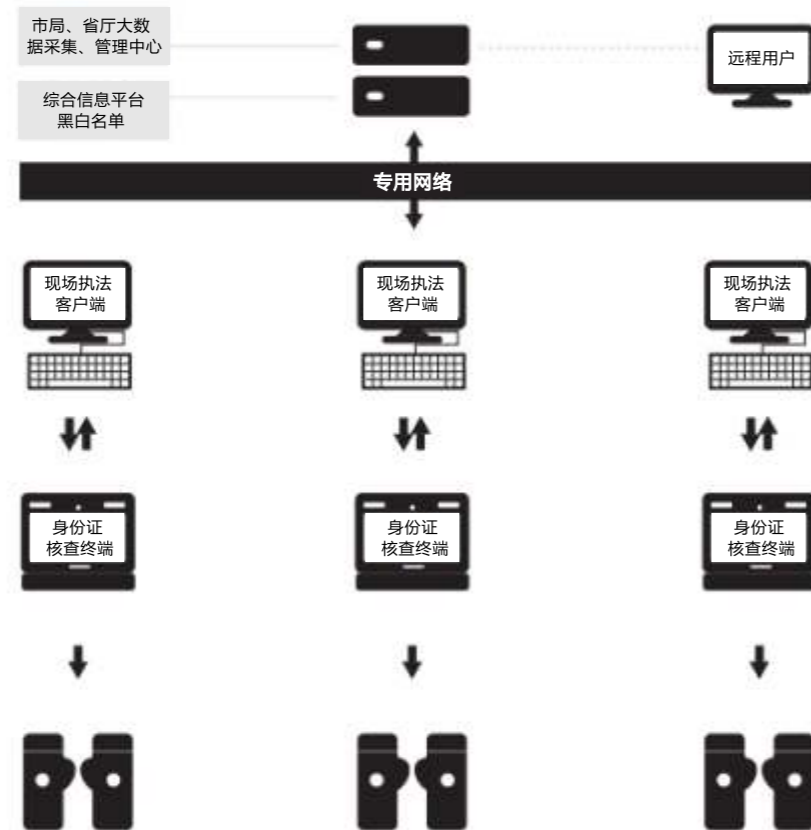 市局、省厅大数
据采集、管理中心
远程用户
综合信息平台
黑白名单
专用网络
现场执法
客户端
现场执法
客户端
现场执法
客户端
身份证
核查终端
身份证
核查终端
身份证
核查终端